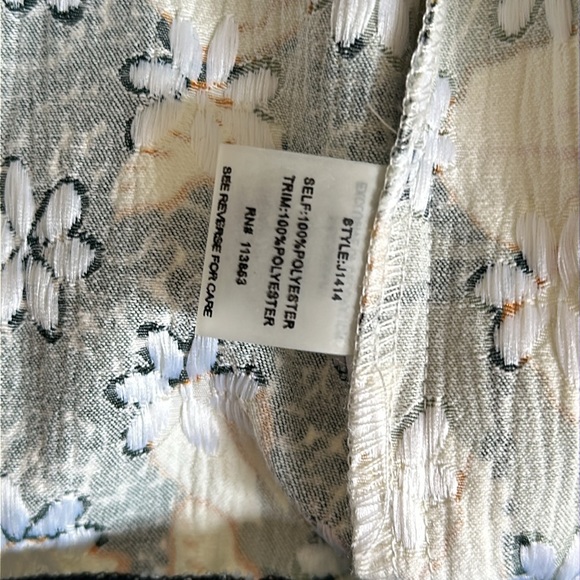 STYLE:J1414
SELF:100%POLYESTER
TRIM:100%POLYESTER
RN# 113863
SEE REVERSE FOR CARE